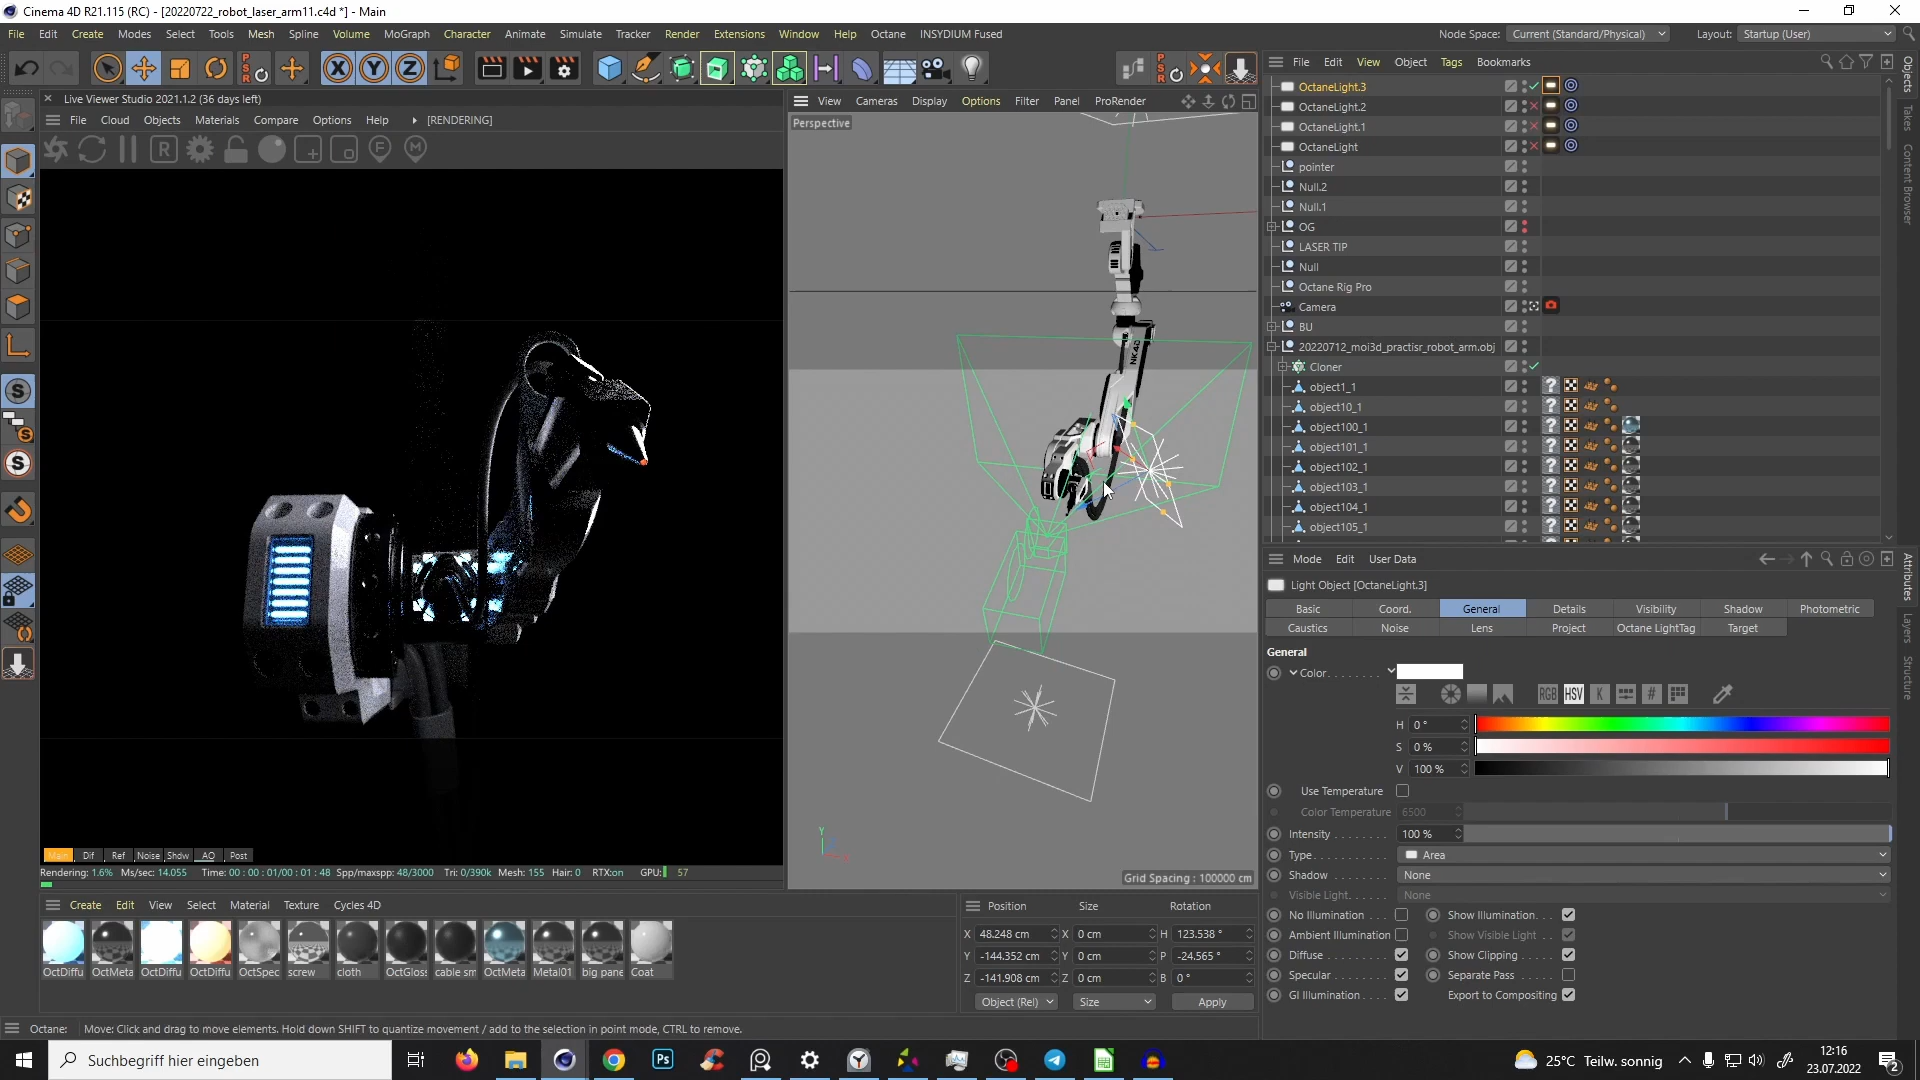 Cinema 4D R21.115 (RC) - [20220722_robot_laser_arm11.c4d *] - Main
File Edit Create Modes Select Tools Mesh Spline Volume MoGraph Character Animate Simulate Tracker Render Extensions Window Help Octane INSYDIUM Fused
Node Space: Current (Standard/Physical) Layout: Startup (User)
Live Viewer Studio 2021.1.2 (36 days left)
File Cloud Objects Materials Compare Options Help [RENDERING]
View Cameras Display Options Filter Panel ProRender
Perspective
NK40
Grid Spacing : 100000 cm
Dif Ref Noise Shdw AO Post
Rendering: 1.6% Ms/sec: 14.055 Time: 00 : 00 : 01/00 : 01 : 48 Spp/maxspp: 48/3000 Tri: 0/390k Mesh: 155 Hair: 0 RTX:on GPU: 57
Create Edit View Select Material Texture Cycles 4D
OctDiffu OctMeta OctDiffu OctDiffu OctSpec screw cloth OctGloss cable sm OctMeta Metal01 big pane Coat
Position Size Rotation
X 48.248 cm X 0 cm H 123.538 °
Y -144.352 cm Y 0 cm P -24.565 °
Z -141.908 cm Z 0 cm B 0 °
Object (Rel) Size Apply
Octane: Move: Click and drag to move elements. Hold down SHIFT to quantize movement / add to the selection in point mode, CTRL to remove.
File Edit View Object Tags Bookmarks
OctaneLight.3
OctaneLight.2
OctaneLight.1
OctaneLight
pointer
Null.2
Null.1
OG
LASER TIP
Null
Octane Rig Pro
Camera
BU
20220712_moi3d_practisr_robot_arm.obj
Cloner
object1_1
object10_1
object100_1
object101_1
object102_1
object103_1
object104_1
object105_1
Objects
Takes
Content Browser
Mode Edit User Data
Light Object [OctaneLight.3]
Basic Coord. General Details Visibility Shadow Photometric
Caustics Noise Lens Project Octane LightTag Target
General
Color
RGB HSV K #
H 0 °
S 0 %
V 100 %
Use Temperature
Color Temperature 6500
Intensity 100 %
Type Area
Shadow None
Visible Light None
No Illumination Show Illumination
Ambient Illumination Show Visible Light
Diffuse Show Clipping
Specular Separate Pass
GI Illumination Export to Compositing
Attributes
Layers
Structure
Suchbegriff hier eingeben
Ps
25°C Teilw. sonnig
12:16
23.07.2022
2